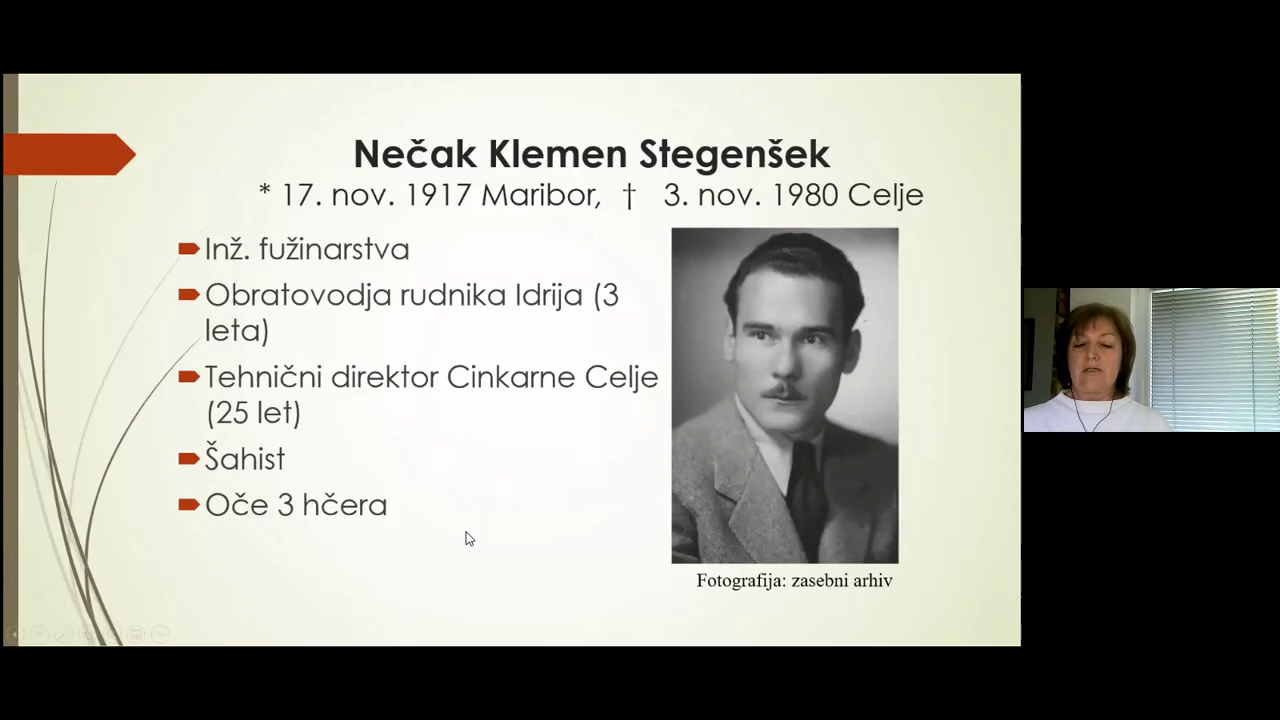 Nečak Klemen Stegenšek
* 17. nov. 1917 Maribor, † 3. nov. 1980 Celje
Inž. fužinarstva
Obratovodja rudnika Idrija (3
leta)
Tehnični direktor Cinkarne Celje
(25 let)
Šahist
Oče 3 hčera
Fotografija: zasebni arhiv